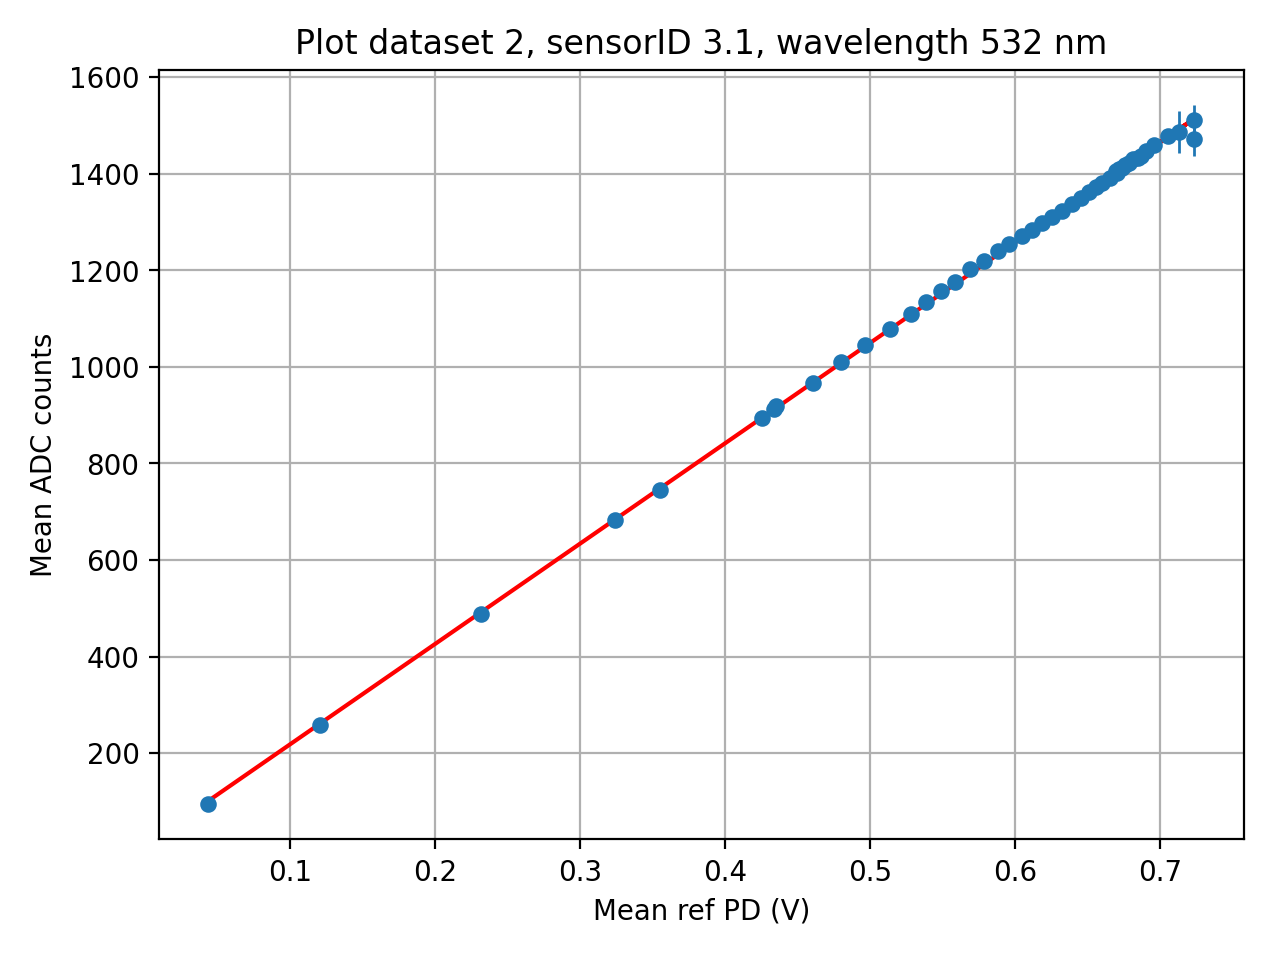 Plot dataset 2, sensorID 3.1, wavelength 532 nm
1600
1400
1200
1000
800
600
400
200
Mean ADC counts
0.1 0.2 0.3 0.4 0.5 0.6 0.7
Mean ref PD (V)